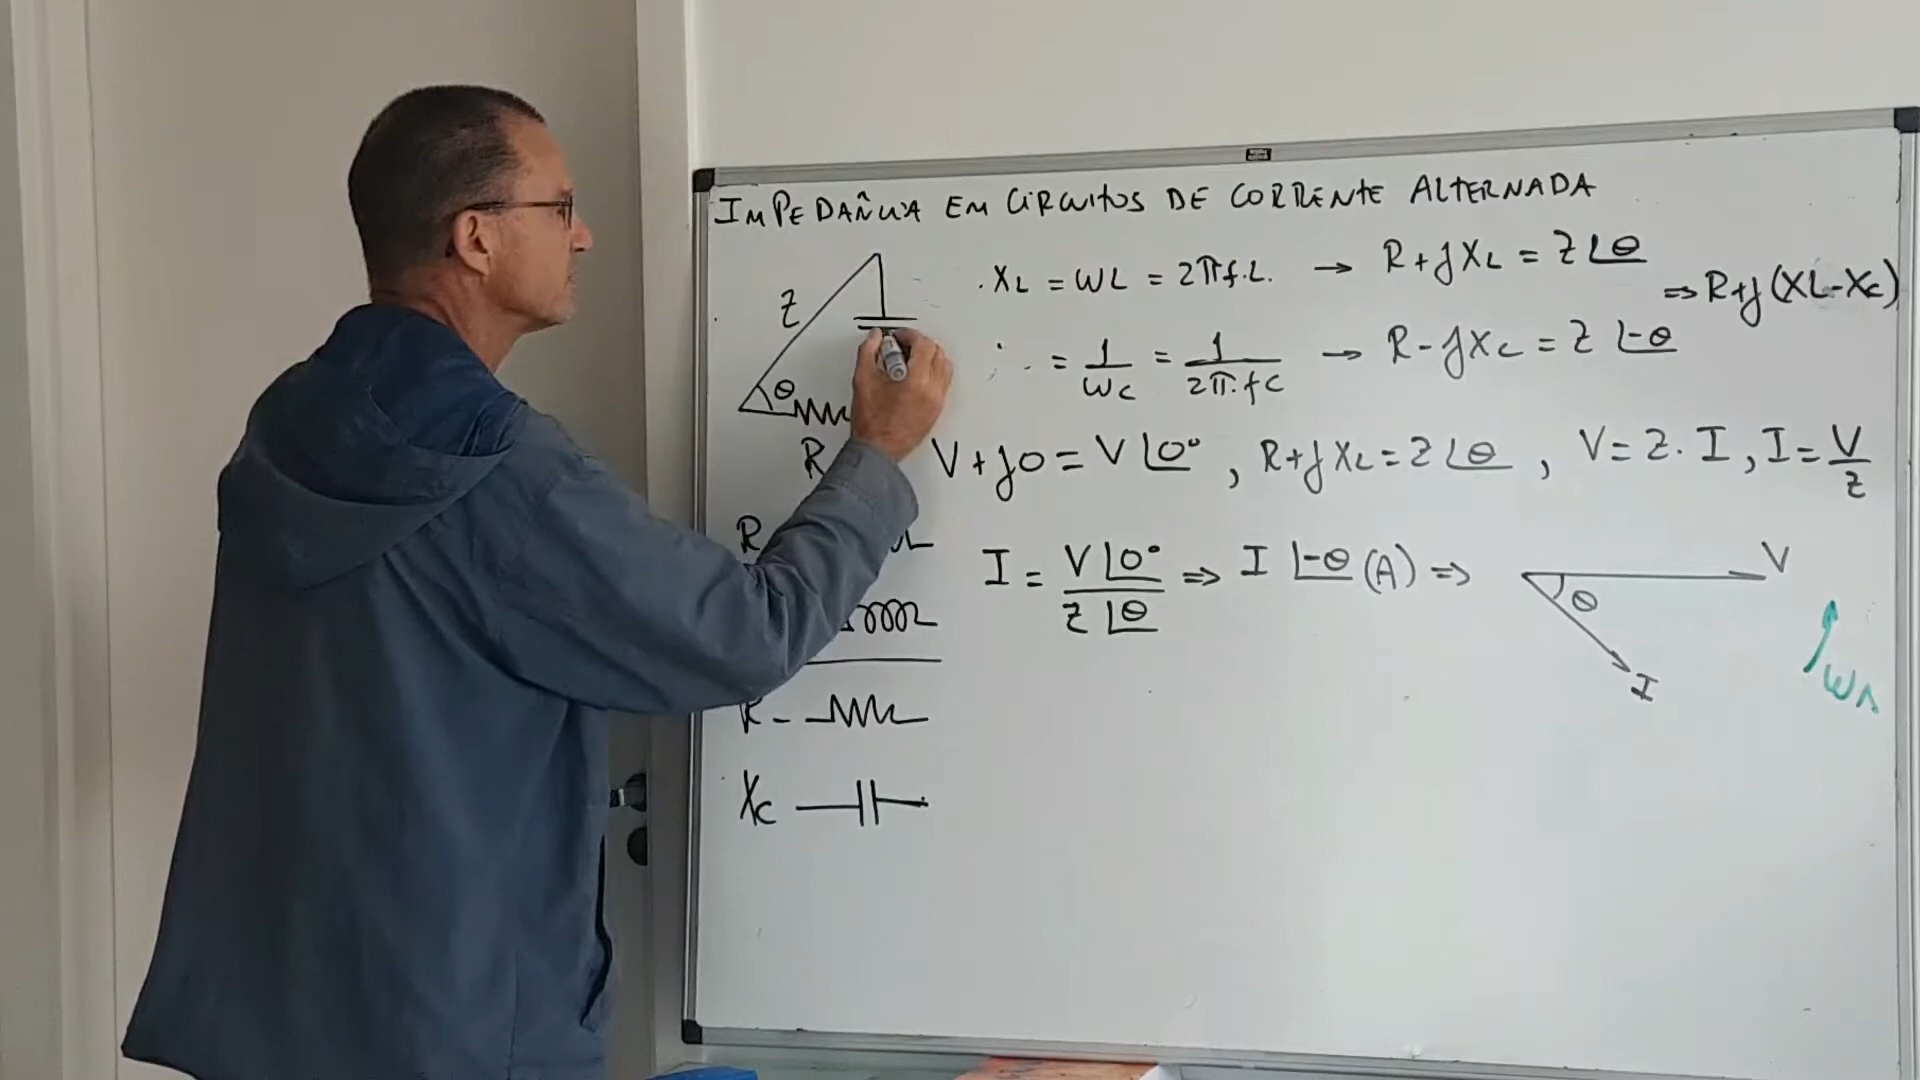 IMPEDÂNCIA EM CIRCUITOS DE CORRENTE ALTERNADA
Z
θ
R
XL = WL = 2πf.L. → R+jXL = Z∠θ
⇒ R+j(XL-XC)
= 1/WC = 1/2π.fC → R-jXC = Z∠-θ
V+j0 = V∠0°, R+jXL = Z∠θ, V=Z.I, I=V/Z
R
I = V∠0°/Z∠θ ⇒ I∠-θ(A) ⇒
V
θ
I
R-
XC